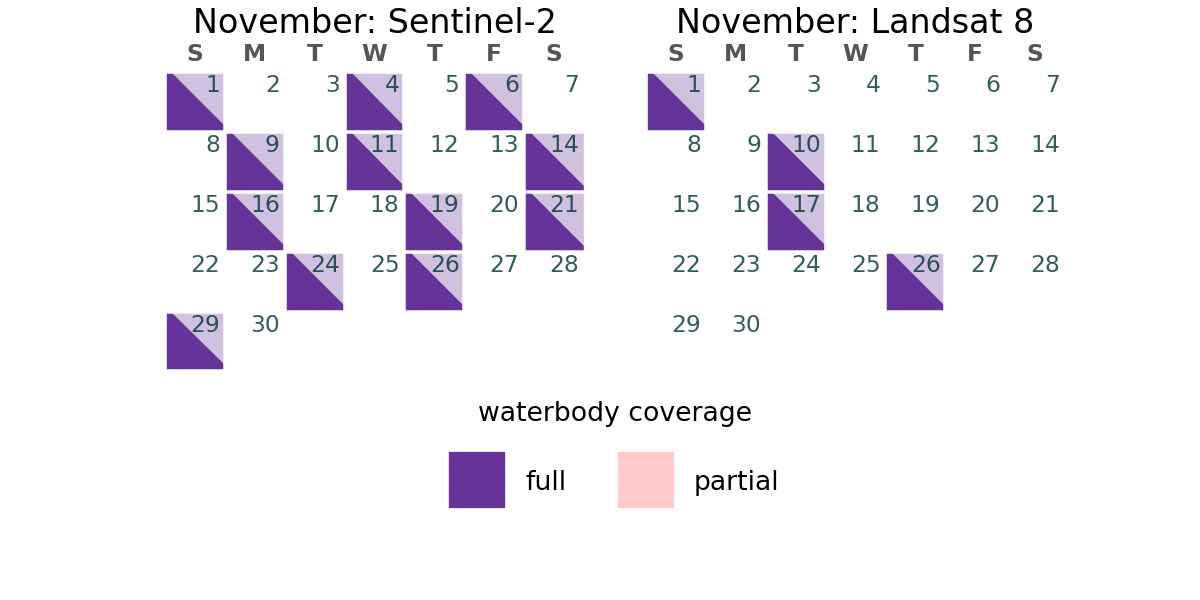 November: Sentinel-2
S M T W T F S
1 2 3 4 5 6 7
8 9 10 11 12 13 14
15 16 17 18 19 20 21
22 23 24 25 26 27 28
29 30
November: Landsat 8
S M T W T F S
1 2 3 4 5 6 7
8 9 10 11 12 13 14
15 16 17 18 19 20 21
22 23 24 25 26 27 28
29 30
waterbody coverage
full partial